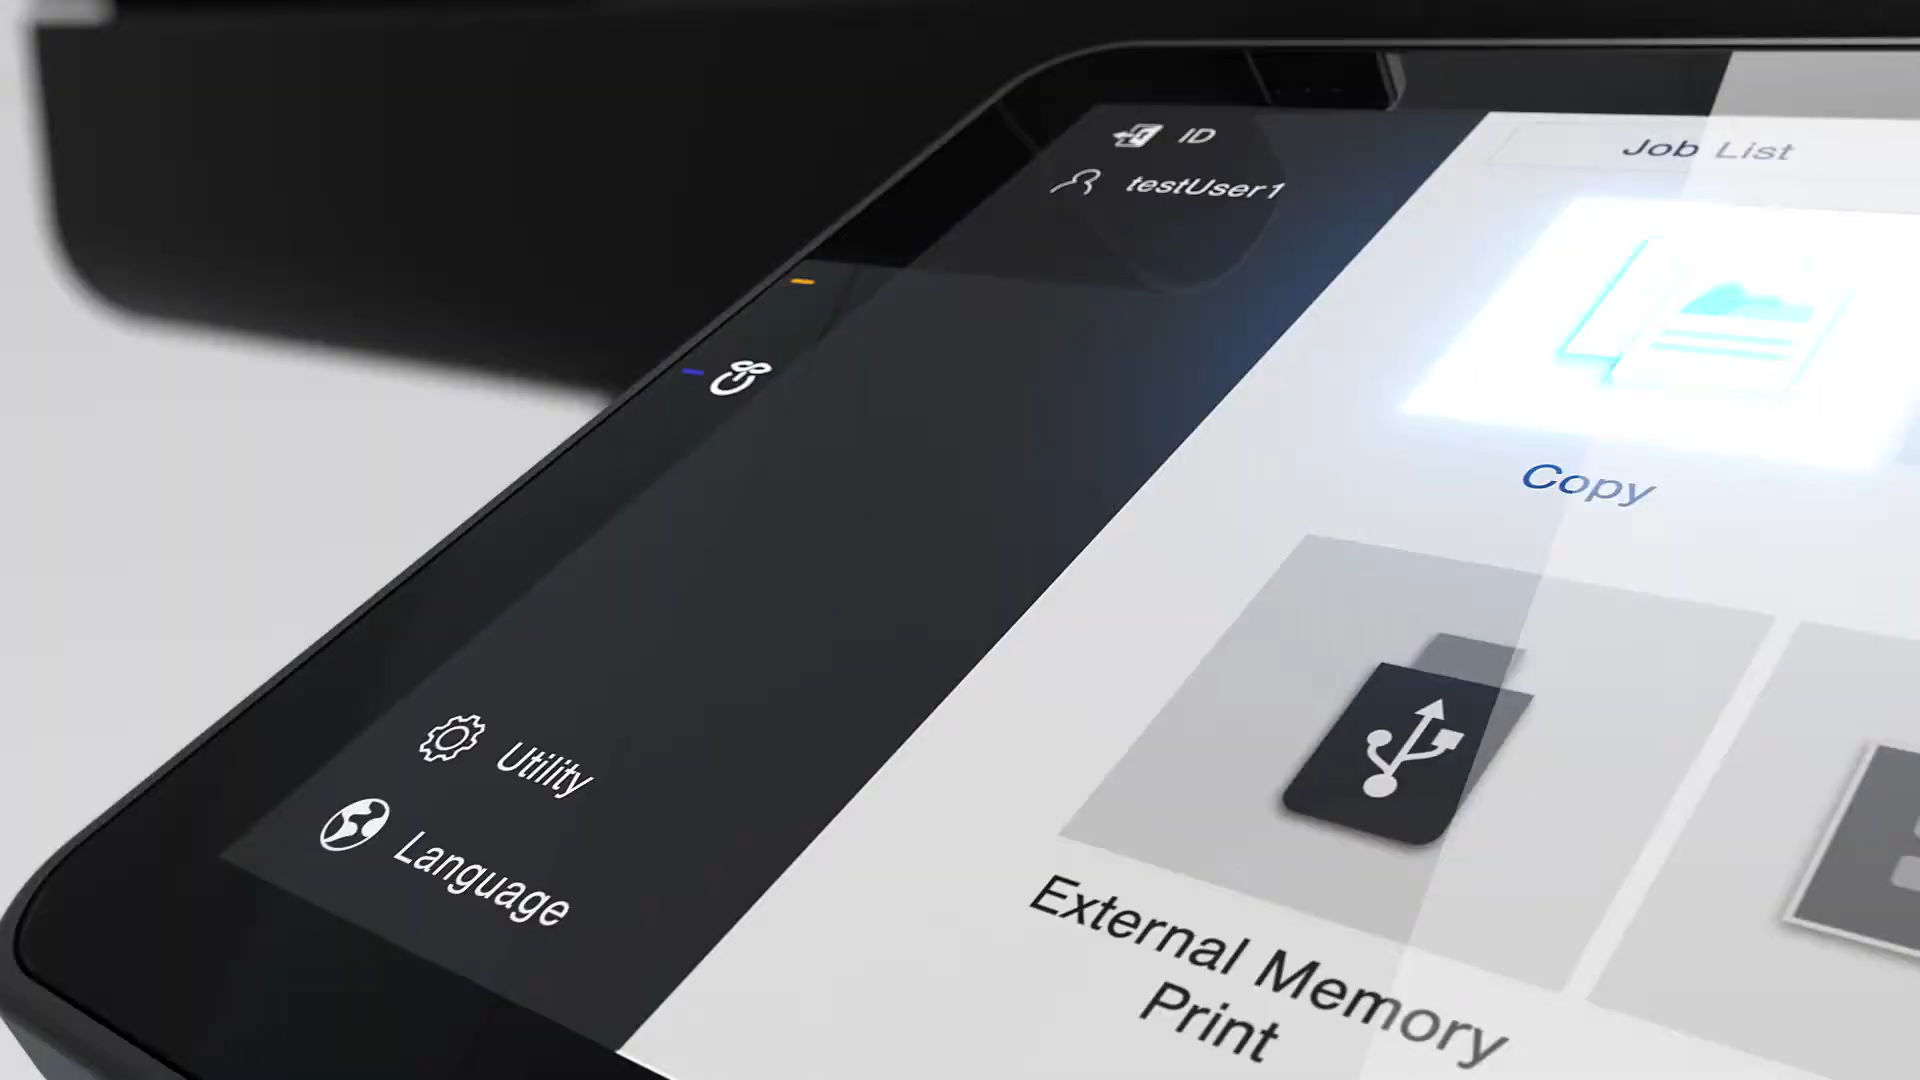 ID
testUser1
Job List
Copy
Utility
Language
External Memory
Print